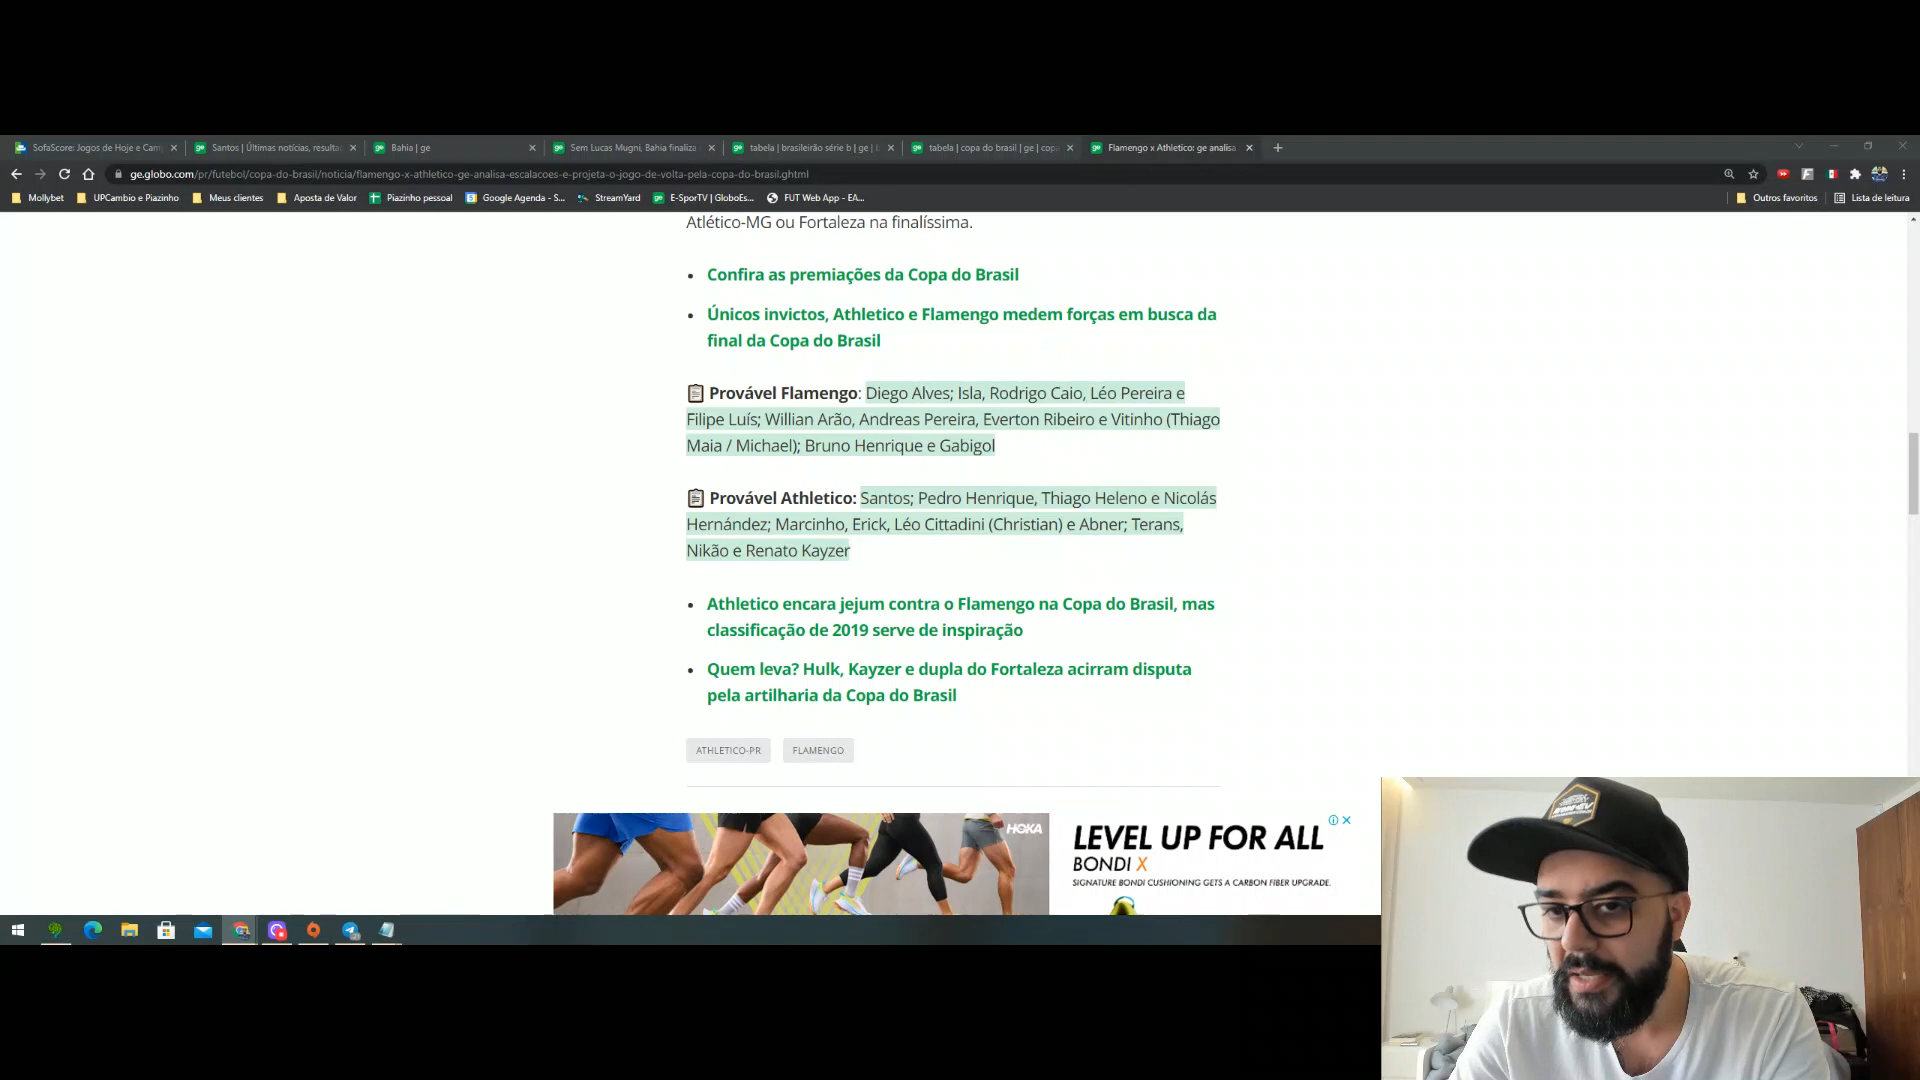 SofaScore: Jogos de Hoje e Cam
Santos | Últimas notícias, resulta
Bahia | ge
Sem Lucas Mugni, Bahia finaliza
tabela | brasileirão série b | ge | b
tabela | copa do brasil | ge | copa
Flamengo x Athletico: ge analisa
ge.globo.com/pr/futebol/copa-do-brasil/noticia/flamengo-x-athletico-ge-analisa-escalacoes-e-projeta-o-jogo-de-volta-pela-copa-do-brasil.ghtml
Mollybet
UPCambio e Piazinho
Meus clientes
Aposta de Valor
Piazinho pessoal
Google Agenda - S...
StreamYard
E-SporTV | GloboEs...
FUT Web App - EA...
Outros favoritos
Lista de leitura
Atlético-MG ou Fortaleza na finalíssima.
Confira as premiações da Copa do Brasil
Únicos invictos, Athletico e Flamengo medem forças em busca da
final da Copa do Brasil
Provável Flamengo: Diego Alves; Isla, Rodrigo Caio, Léo Pereira e
Filipe Luís; Willian Arão, Andreas Pereira, Everton Ribeiro e Vitinho (Thiago
Maia / Michael); Bruno Henrique e Gabigol
Provável Athletico: Santos; Pedro Henrique, Thiago Heleno e Nicolás
Hernández; Marcinho, Erick, Léo Cittadini (Christian) e Abner; Terans,
Nikão e Renato Kayzer
Athletico encara jejum contra o Flamengo na Copa do Brasil, mas
classificação de 2019 serve de inspiração
Quem leva? Hulk, Kayzer e dupla do Fortaleza acirram disputa
pela artilharia da Copa do Brasil
ATHLETICO-PR
FLAMENGO
HOKA
LEVEL UP FOR ALL
BONDI X
SIGNATURE BONDI CUSHIONING GETS A CARBON FIBER UPGRADE.